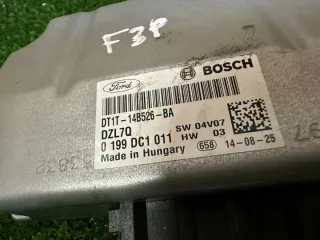 F3P
Ford
BOSCH
DT1T-14B526-BA
DZL7Q
SW 04V07
0 199 DC1 011
HW 03
Made in Hungary
658
14-08-25